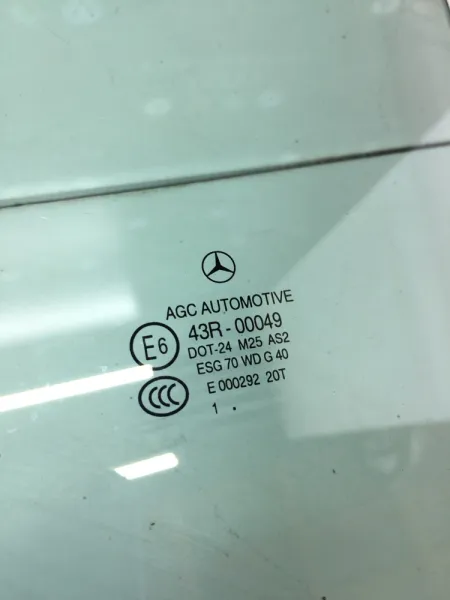 AGC AUTOMOTIVE
E6 43R-00049
DOT-24 M25 AS2
ESG 70 WD G 40
CCC E 000292 20T
1 .